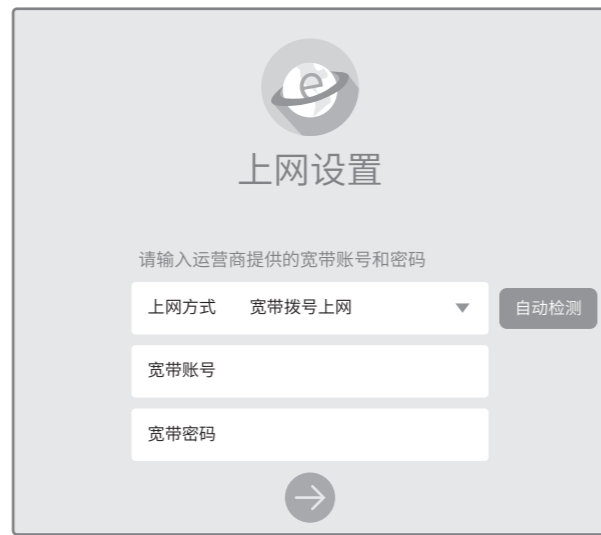 e
上网设置
请输入运营商提供的宽带账号和密码
上网方式 宽带拨号上网 自动检测
宽带账号
宽带密码